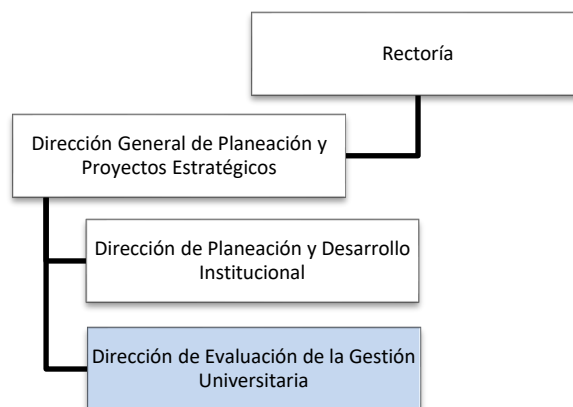 Rectoría
Dirección General de Planeación y
Proyectos Estratégicos
Dirección de Planeación y Desarrollo
Institucional
Dirección de Evaluación de la Gestión
Universitaria